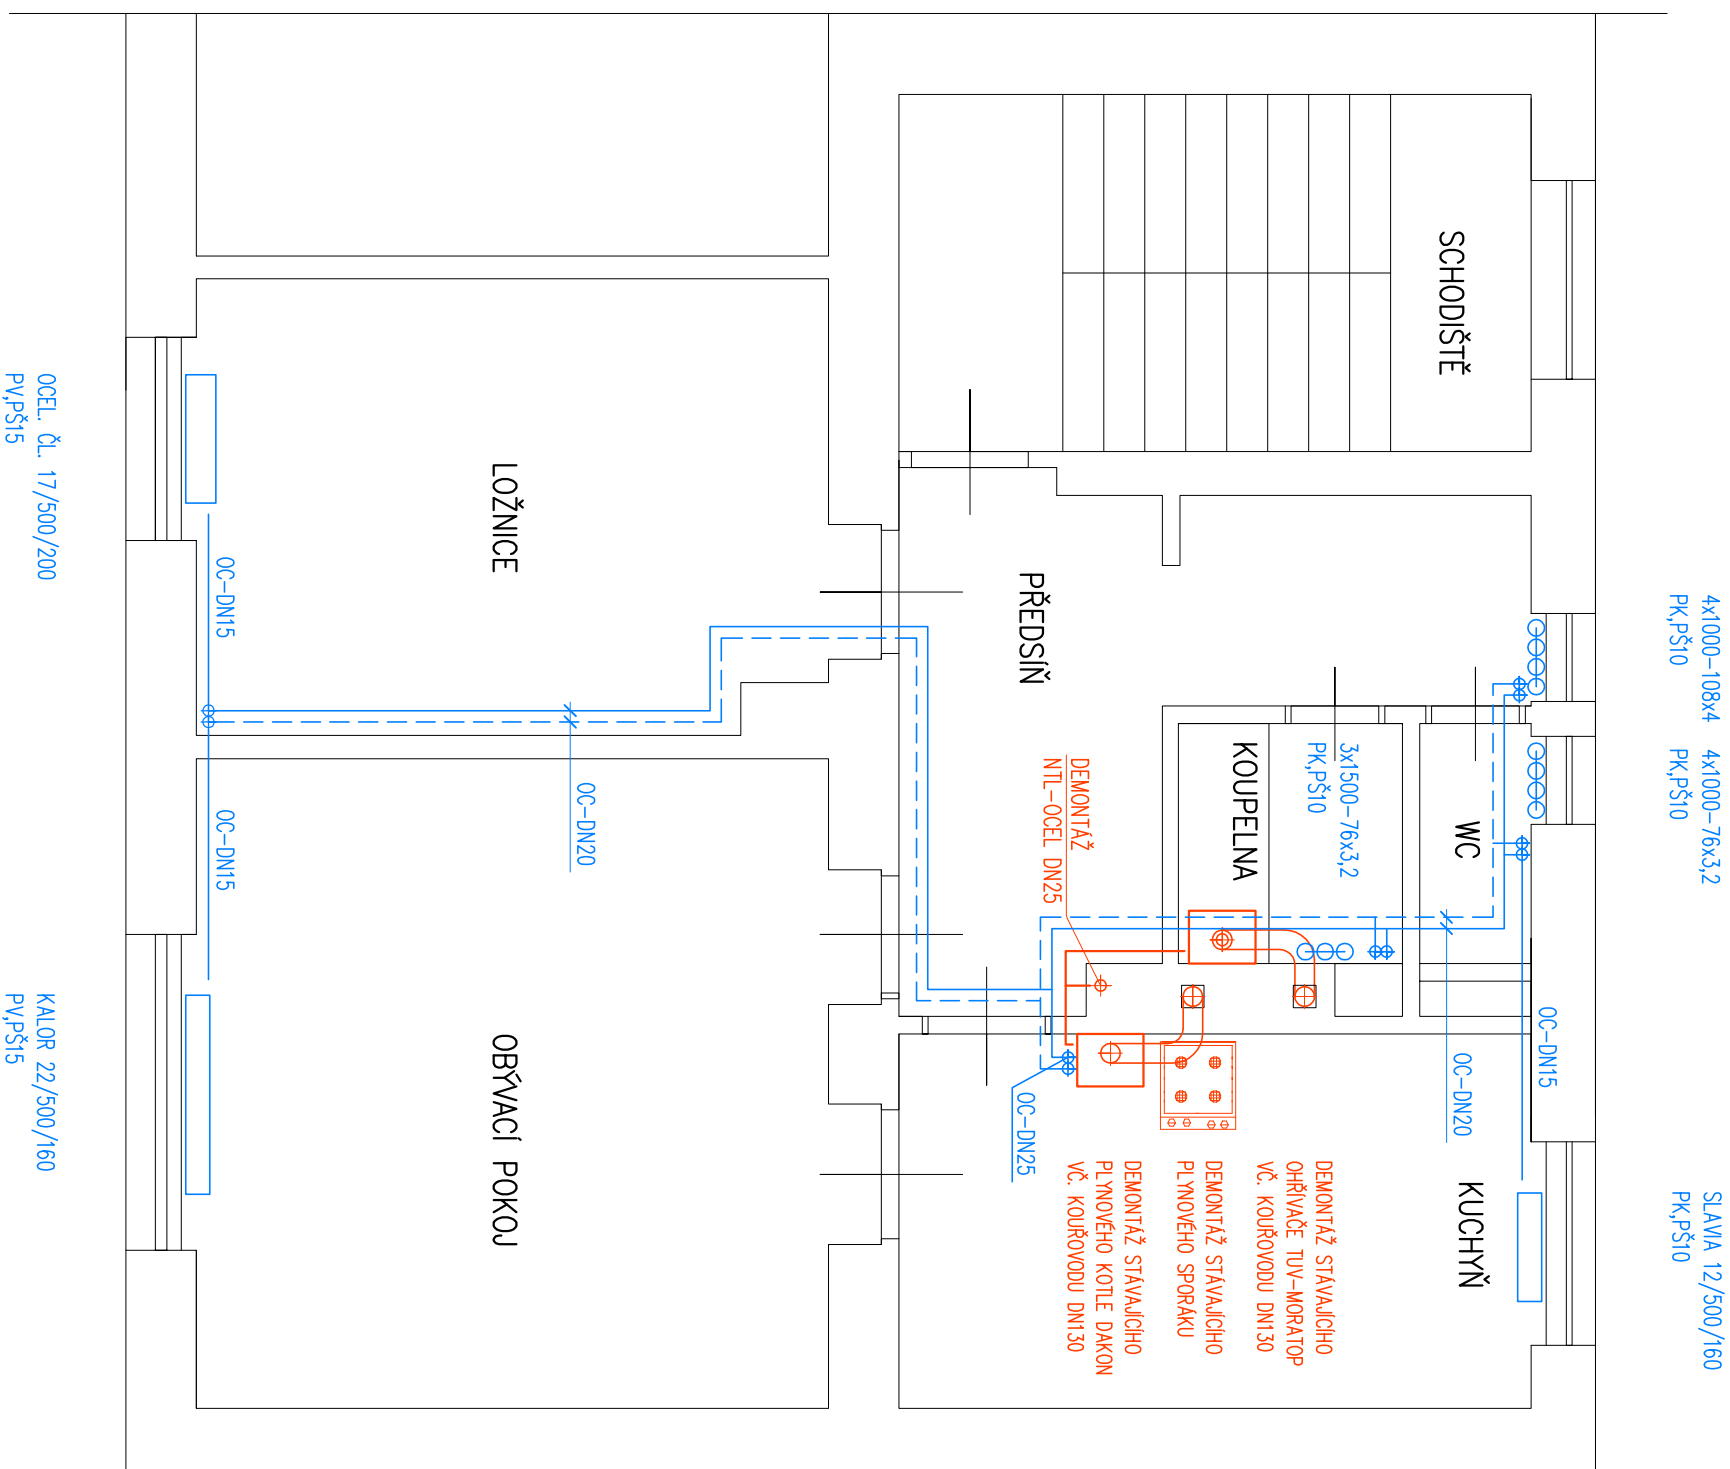 4x1000-108x4
PK,PŠ10
4x1000-76x3,2
PK,PŠ10
SLAVIA 12/500/160
PK,PŠ10
SCHODIŠTĚ
WC
KUCHYŇ
OC-DN15
OC-DN20
3x1500-76x3,2
PK,PŠ10
KOUPELNA
DEMONTÁŽ STÁVAJÍCÍHO
OHŘÍVAČE TUV-MORATOP
VČ. KOUŘOVODU DN130
DEMONTÁŽ STÁVAJÍCÍHO
PLYNOVÉHO SPORÁKU
DEMONTÁŽ STÁVAJÍCÍHO
PLYNOVÉHO KOTLE DAKON
VČ. KOUŘOVODU DN130
DEMONTÁŽ
NTL-OCEL DN25
PŘEDSÍŇ
OC-DN25
LOŽNICE
OC-DN20
OBÝVACÍ POKOJ
OC-DN15
OC-DN15
OCEL. ČL. 17/500/200
PV,PŠ15
KALOR 22/500/160
PV,PŠ15